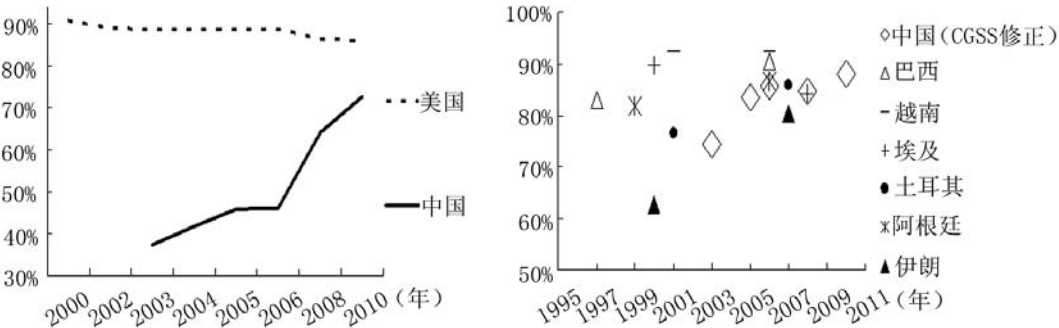 90%
80%
70%
60%
50%
40%
30%
2000 2002 2003 2004 2006 2006 2008 2010 (年)
美国
中国
100%
90%
80%
70%
60%
50%
1995 1997 1999 2001 2003 2005 2007 2009 2011 (年)
中国(CGSS修正)
巴西
越南
埃及
土耳其
阿根廷
伊朗